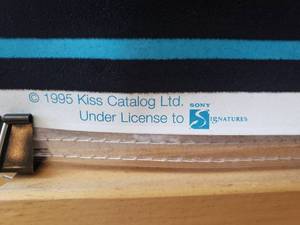 © 1995 Kiss Catalog Ltd.
SONY
Under License to SIGNATURES